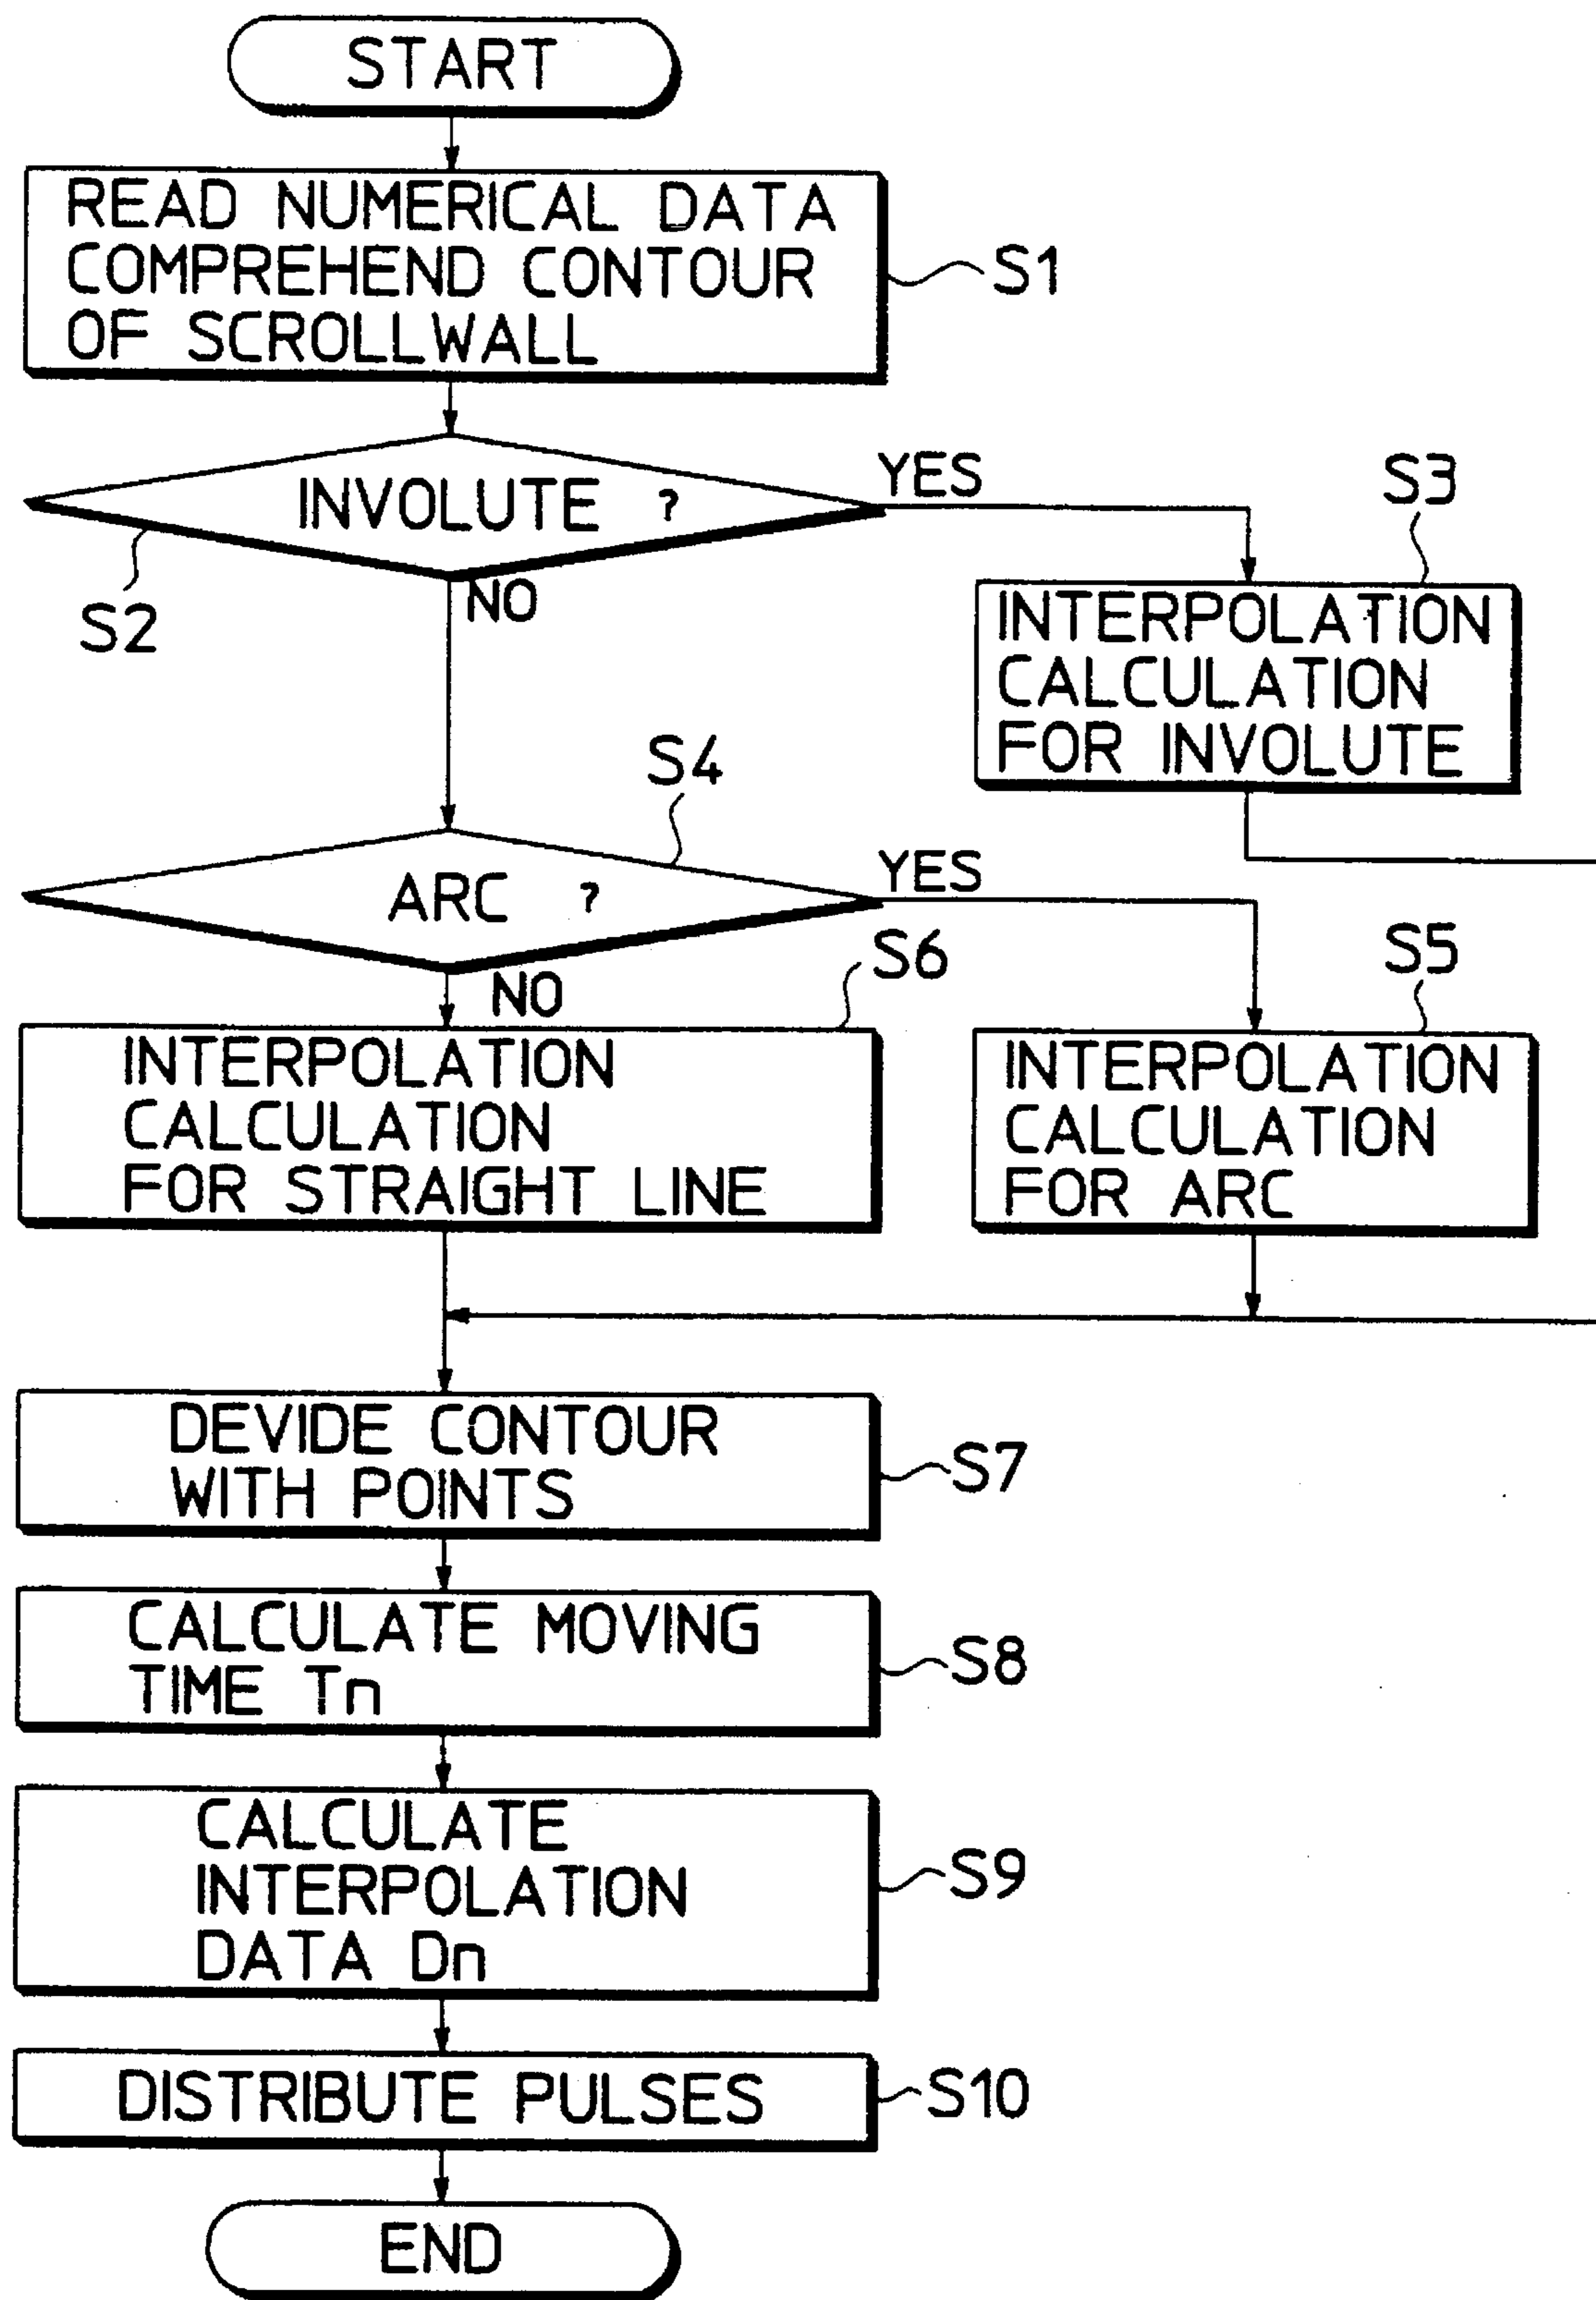 START
READ NUMERICAL DATA
COMPREHEND CONTOUR
OF SCROLLWALL
S1
INVOLUTE ?
YES
S2
NO
S3
INTERPOLATION
CALCULATION
FOR INVOLUTE
S4
ARC ?
YES
NO
S6
S5
INTERPOLATION
CALCULATION
FOR STRAIGHT LINE
INTERPOLATION
CALCULATION
FOR ARC
DEVIDE CONTOUR
WITH POINTS
S7
CALCULATE MOVING
TIME Tn
S8
CALCULATE
INTERPOLATION
DATA Dn
S9
DISTRIBUTE PULSES
S10
END